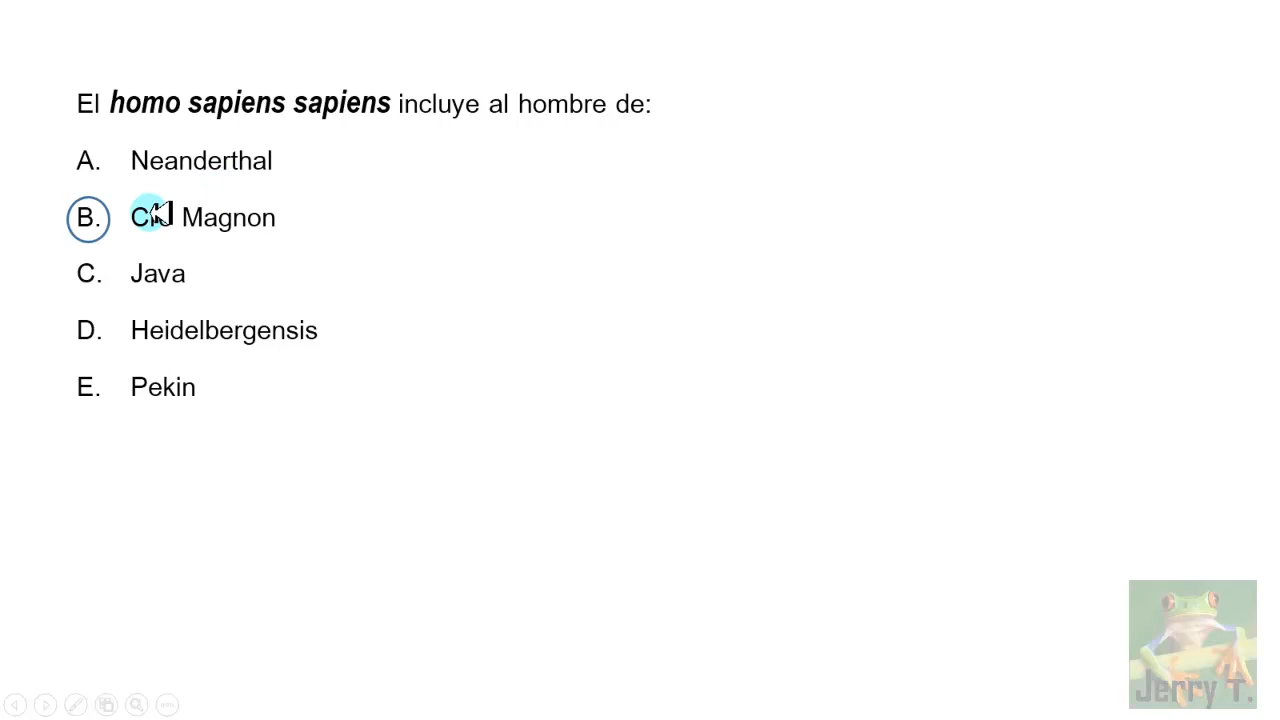 El homo sapiens sapiens incluye al hombre de:
A. Neanderthal
B. Magnon
C. Java
D. Heidelbergensis
E. Pekin
Jerry T.